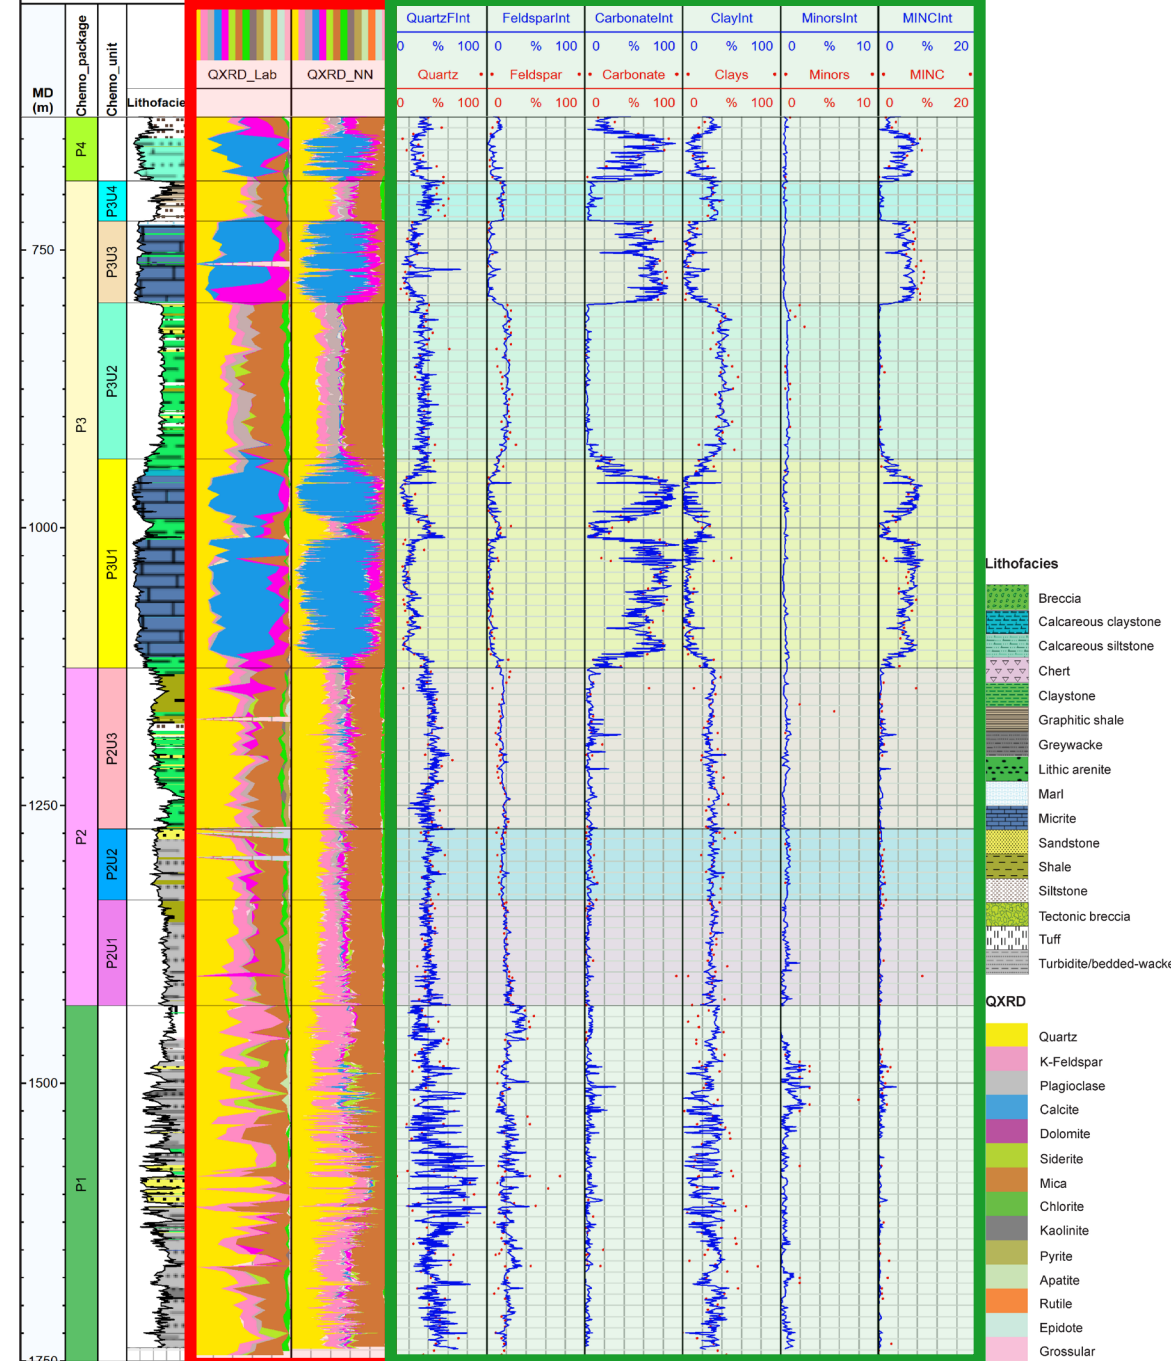 QuartzFInt FeldsparInt CarbonateInt ClayInt MinorsInt MINCInt
0 % 100 0 % 100 0 % 100 0 % 100 0 % 10 0 % 20
QXRD_Lab QXRD_NN Quartz Feldspar Carbonate Clays Minors MINC
MD
(m)
Chemo_package
Chemo_unit
Lithofacie
0 % 100 0 % 100 0 % 100 0 % 100 0 % 10 0 % 20
P4
P3U4
750
P3U3
P3U2
P3
1000
P3U1
P2U3
1250
P2
P2U2
P2U1
1500
P1
1750
Lithofacies
Breccia
Calcareous claystone
Calcareous siltstone
Chert
Claystone
Graphitic shale
Greywacke
Lithic arenite
Marl
Micrite
Sandstone
Shale
Siltstone
Tectonic breccia
Tuff
Turbidite/bedded-wacke
QXRD
Quartz
K-Feldspar
Plagioclase
Calcite
Dolomite
Siderite
Mica
Chlorite
Kaolinite
Pyrite
Apatite
Rutile
Epidote
Grossular